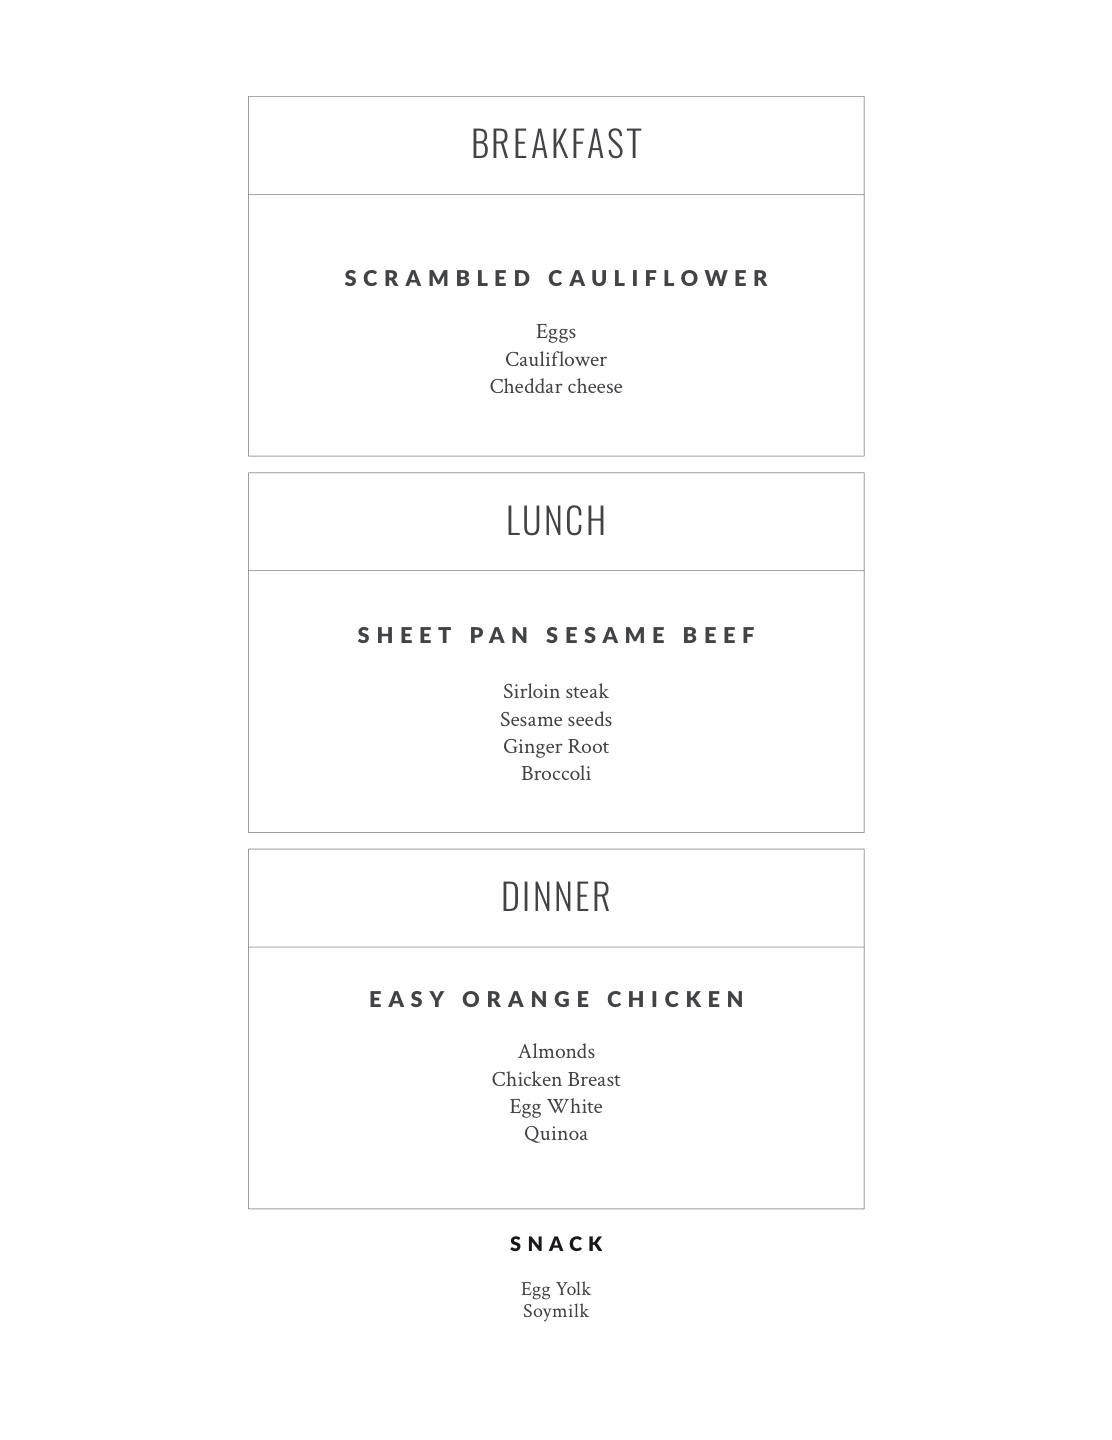 BREAKFAST
SCRAMBLED CAULIFLOWER
Eggs
Cauliflower
Cheddar cheese
LUNCH
SHEET PAN SESAME BEEF
Sirloin steak
Sesame seeds
Ginger Root
Broccoli
DINNER
EASY ORANGE CHICKEN
Almonds
Chicken Breast
Egg White
Quinoa
SNACK
Egg Yolk
Soymilk